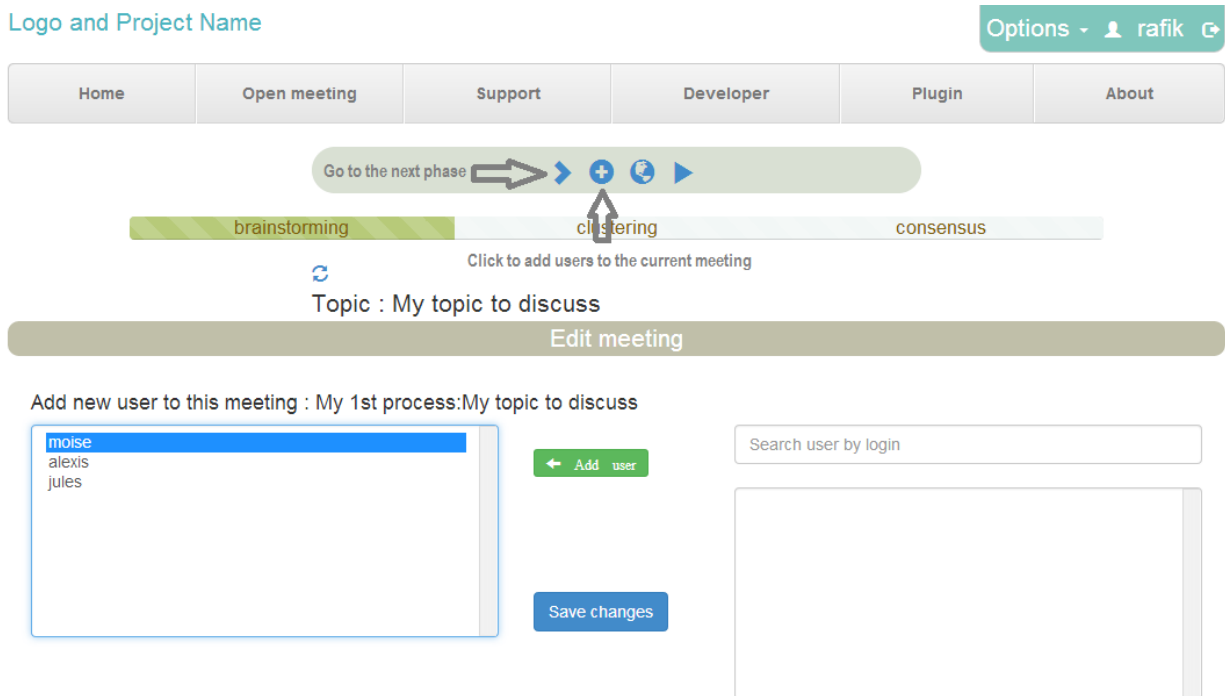 Logo and Project Name
Options rafik
Home Open meeting Support Developer Plugin About
Go to the next phase
brainstorming clustering consensus
Click to add users to the current meeting
Topic : My topic to discuss
Edit meeting
Add new user to this meeting : My 1st process:My topic to discuss
moise
alexis
jules
Add user
Search user by login
Save changes